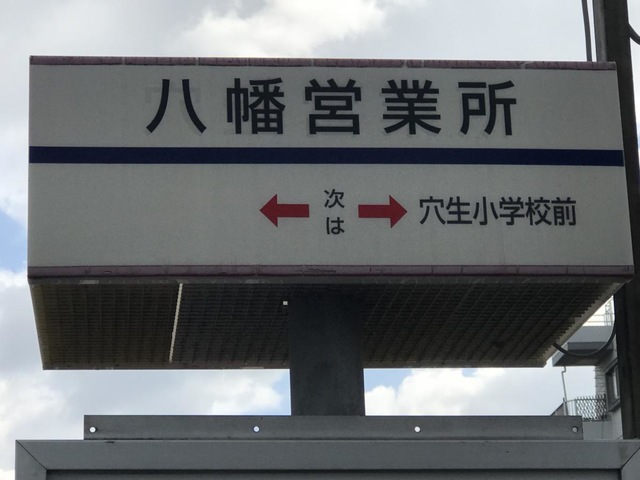 八幡営業所
← 次は → 穴生小学校前